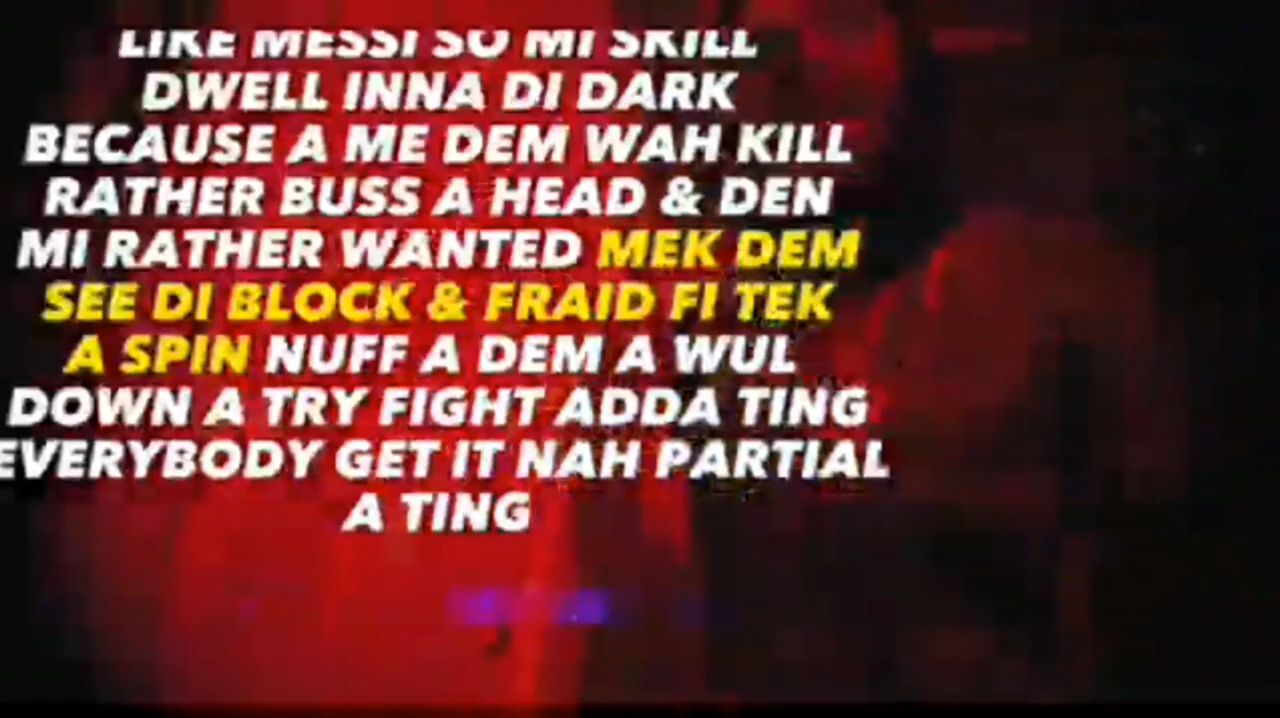 LIKE MESSI SO MI SKILL
DWELL INNA DI DARK
BECAUSE A ME DEM WAH KILL
RATHER BUSS A HEAD & DEN
MI RATHER WANTED MEK DEM
SEE DI BLOCK & FRAID FI TEK
A SPIN NUFF A DEM A WUL
DOWN A TRY FIGHT ADDA TING
EVERYBODY GET IT NAH PARTIAL
A TING